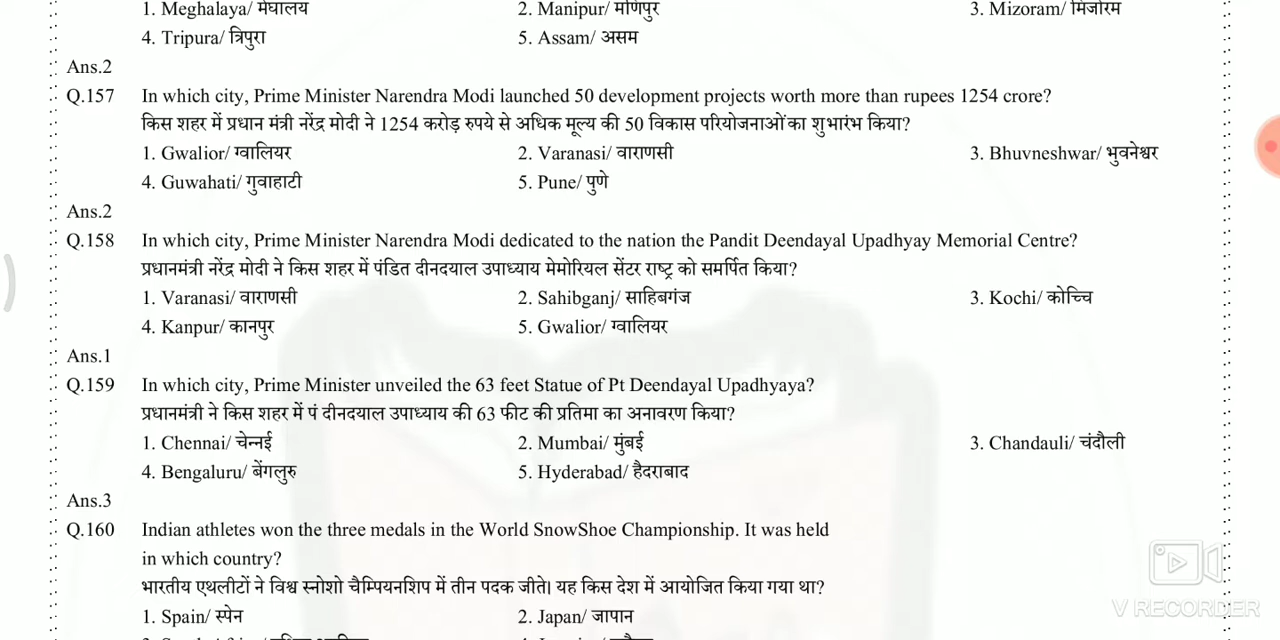 1. Meghalaya/ मेघालय 2. Manipur/ मणिपुर 3. Mizoram/ मिजोरम
4. Tripura/ त्रिपुरा 5. Assam/ असम
Ans.2
Q.157 In which city, Prime Minister Narendra Modi launched 50 development projects worth more than rupees 1254 crore?
किस शहर में प्रधान मंत्री नरेंद्र मोदी ने 1254 करोड़ रुपये से अधिक मूल्य की 50 विकास परियोजनाओं का शुभारंभ किया?
1. Gwalior/ ग्वालियर 2. Varanasi/ वाराणसी 3. Bhuvneshwar/ भुवनेश्वर
4. Guwahati/ गुवाहाटी 5. Pune/ पुणे
Ans.2
Q.158 In which city, Prime Minister Narendra Modi dedicated to the nation the Pandit Deendayal Upadhyay Memorial Centre?
प्रधानमंत्री नरेंद्र मोदी ने किस शहर में पंडित दीनदयाल उपाध्याय मेमोरियल सेंटर राष्ट्र को समर्पित किया?
1. Varanasi/ वाराणसी 2. Sahibganj/ साहिबगंज 3. Kochi/ कोच्चि
4. Kanpur/ कानपुर 5. Gwalior/ ग्वालियर
Ans.1
Q.159 In which city, Prime Minister unveiled the 63 feet Statue of Pt Deendayal Upadhyaya?
प्रधानमंत्री ने किस शहर में पं दीनदयाल उपाध्याय की 63 फीट की प्रतिमा का अनावरण किया?
1. Chennai/ चेन्नई 2. Mumbai/ मुंबई 3. Chandauli/ चंदौली
4. Bengaluru/ बेंगलुरु 5. Hyderabad/ हैदराबाद
Ans.3
Q.160 Indian athletes won the three medals in the World SnowShoe Championship. It was held
in which country?
भारतीय एथलीटों ने विश्व स्नोशो चैम्पियनशिप में तीन पदक जीते। यह किस देश में आयोजित किया गया था?
1. Spain/ स्पेन 2. Japan/ जापान
V RECORDER